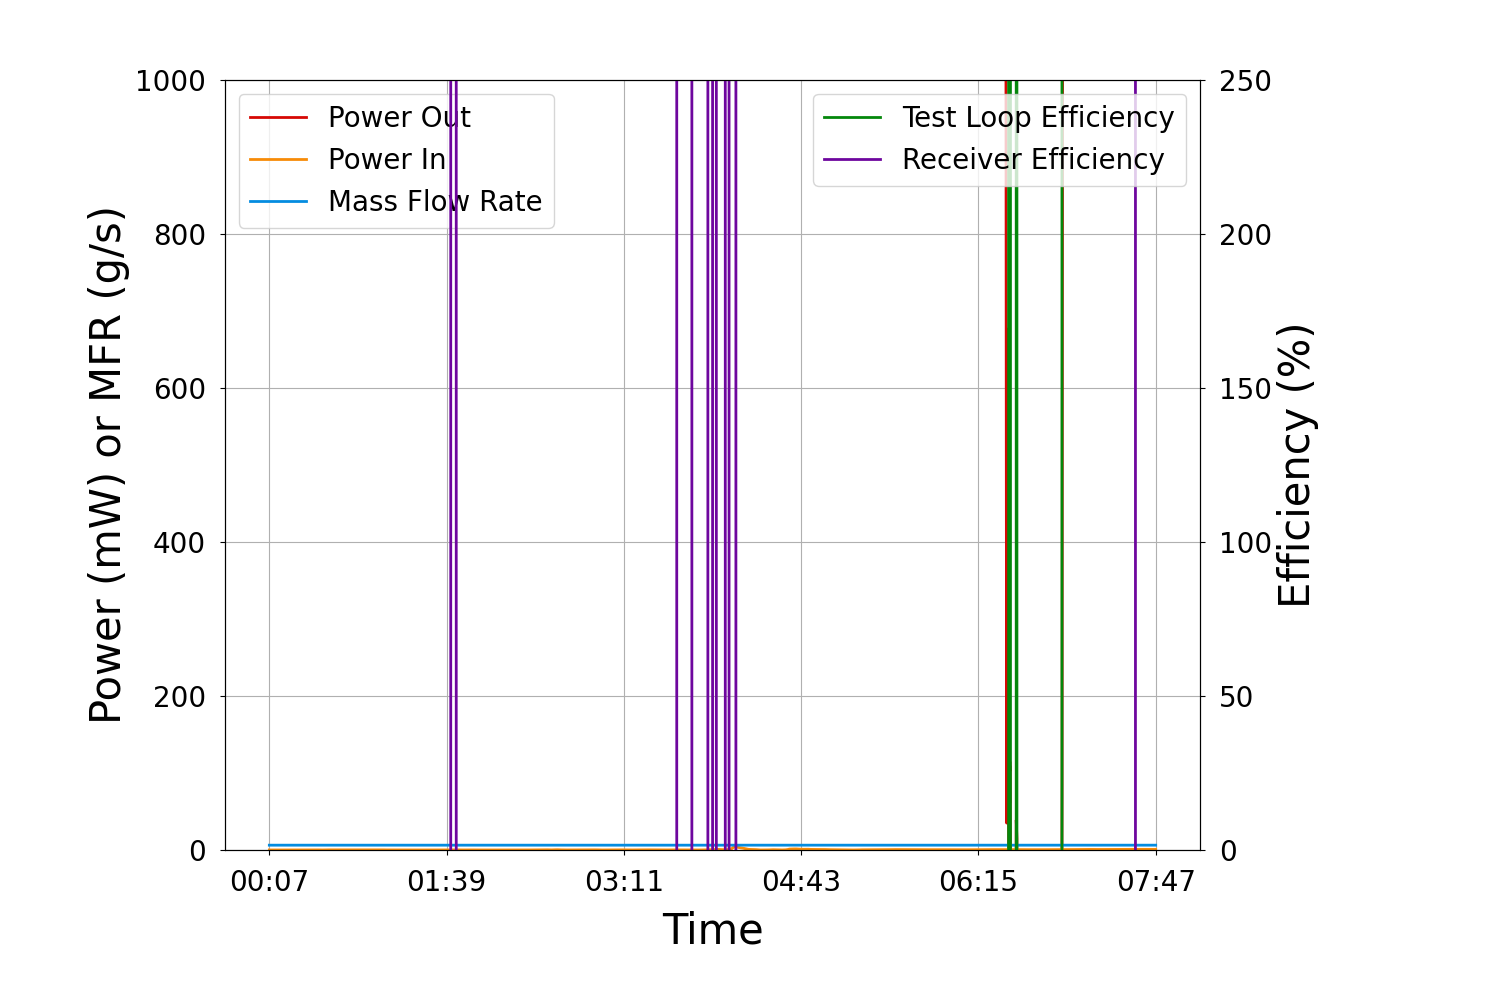 1000
800
600
400
200
0
Power (mW) or MFR (g/s)
Power Out
Power In
Mass Flow Rate
Test Loop Efficiency
Receiver Efficiency
250
200
150
100
50
0
Efficiency (%)
00:07 01:39 03:11 04:43 06:15 07:47
Time